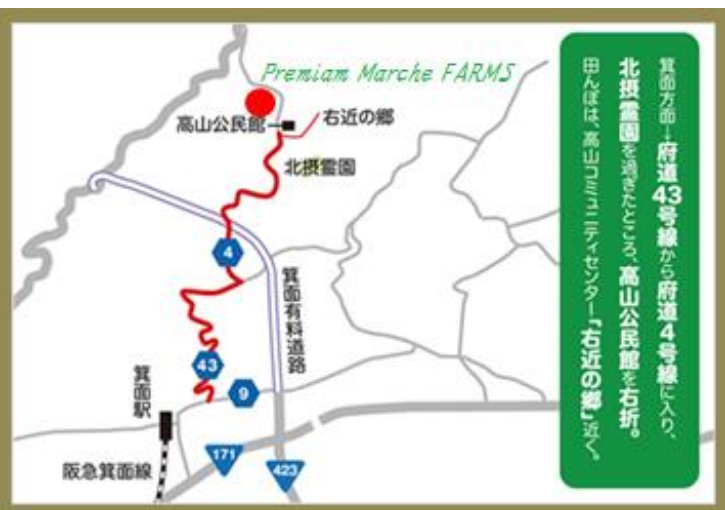 Premiam Marche FARMS
高山公民館
右近の郷
北摂霊園
4
箕面有料道路
43
9
箕面駅
171
423
阪急箕面線
箕面方面→府道43号線から府道4号線に入り、
北摂霊園を過ぎたところ、高山公民館を右折。
田んぼは、高山コミュニティセンター「右近の郷」近く。